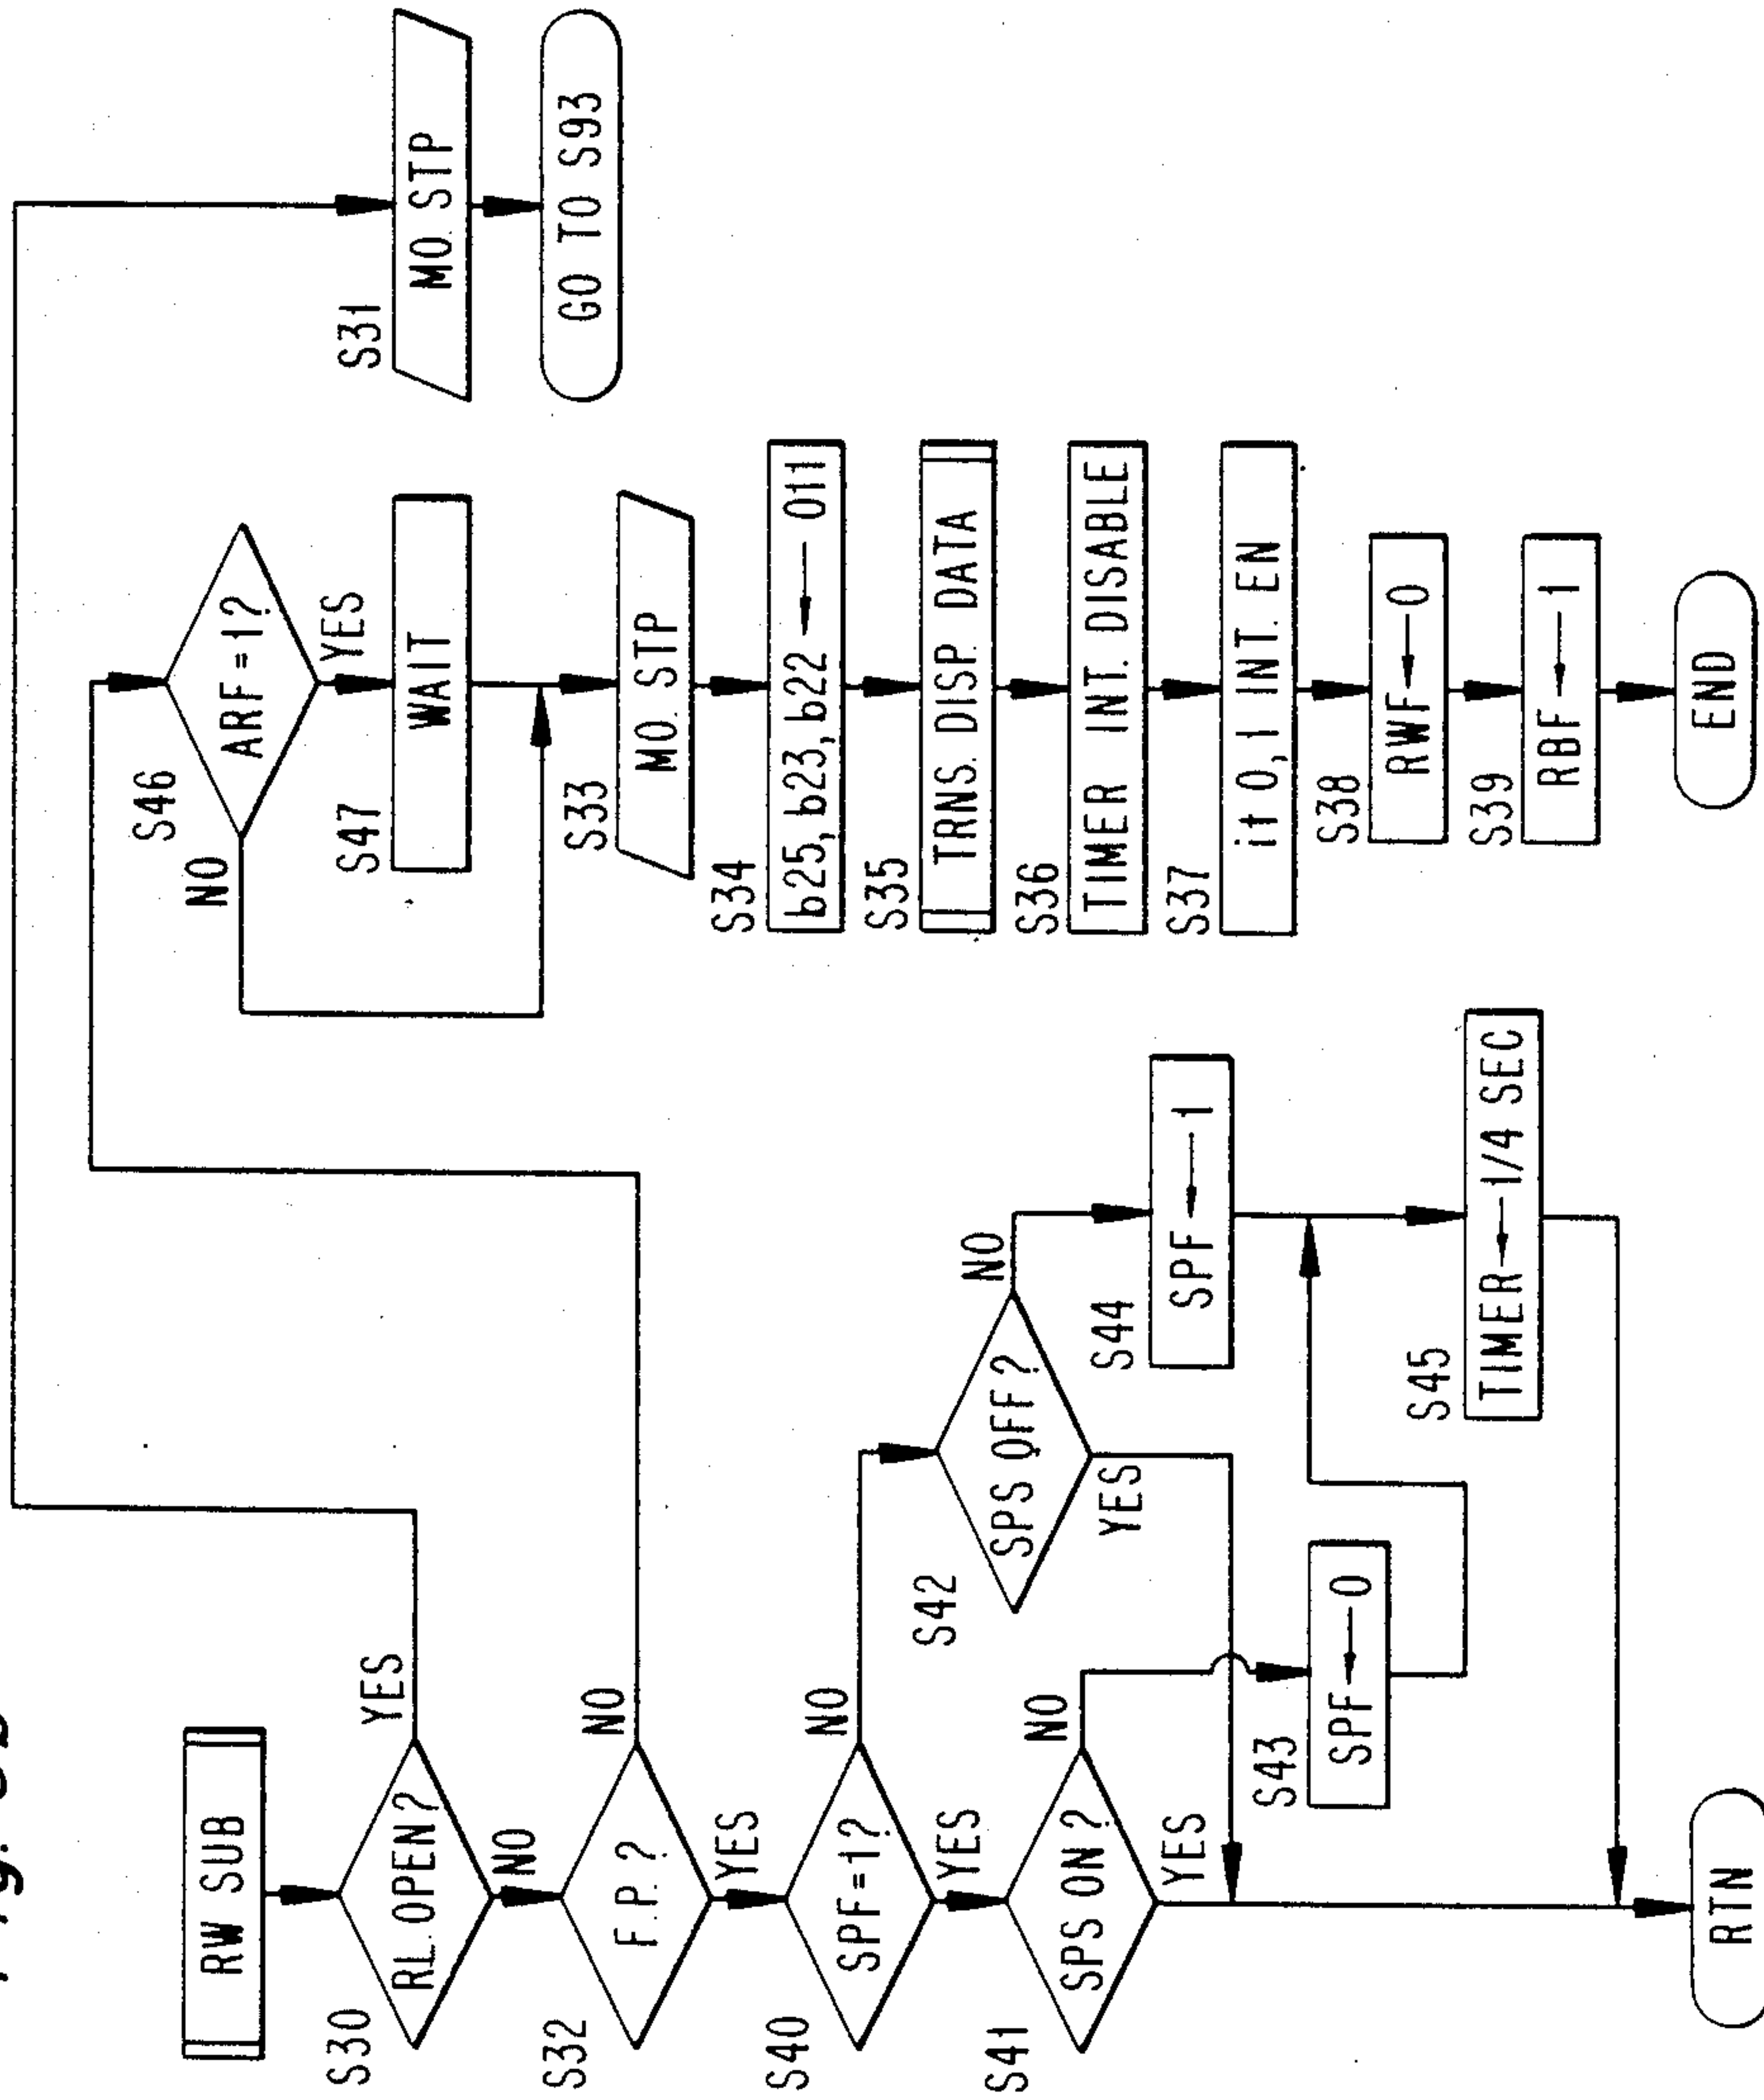 RW SUB
S30
RL. OPEN ?
YES
NO
S32
F. P. ?
NO
YES
S40
SPF = 1 ?
NO
YES
S41
SPS ON ?
NO
YES
RTN
S42
SPS OFF ?
NO
YES
S43
SPF ← 0
S44
SPF ← 1
S45
TIMER ← 1/4 SEC
S46
ARF = 1 ?
NO
YES
S47
WAIT
S33
MO. STP
S34
b25, b23, b22 ← 011
S35
TRNS. DISP. DATA
S36
TIMER INT. DISABLE
S37
it 0, 1 INT. EN
S38
RWF ← 0
S39
RBF ← 1
END
S31
MO. STP
GO TO S93